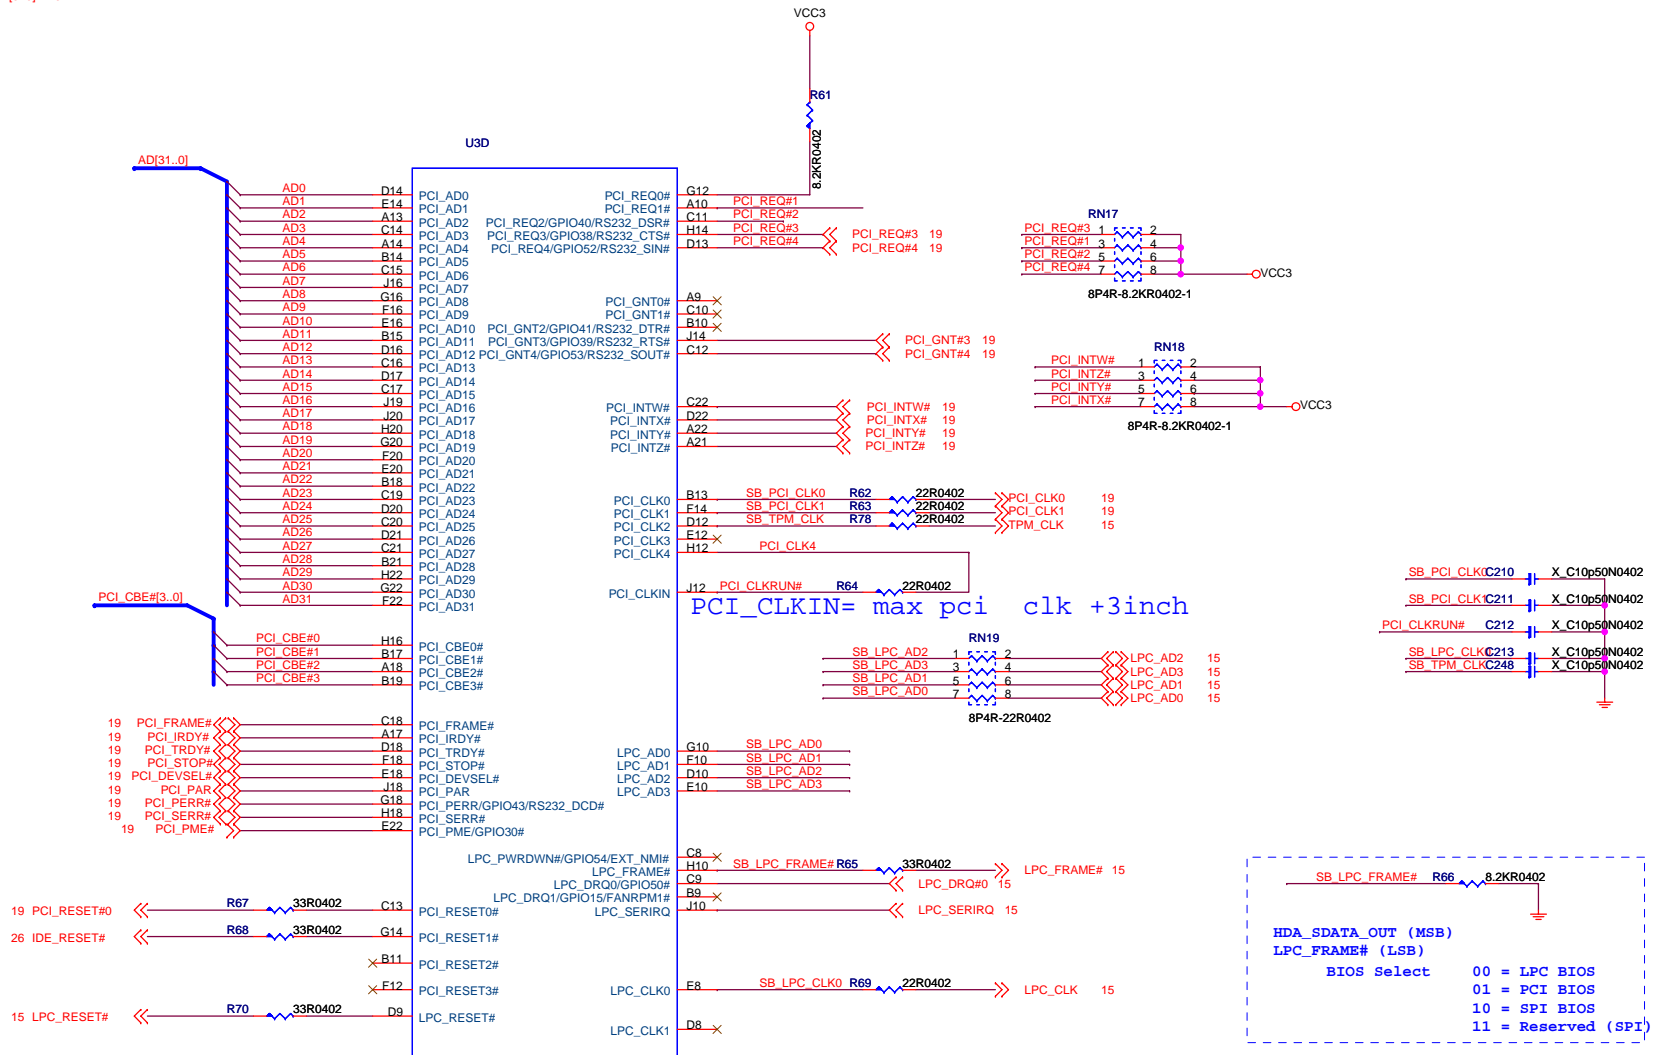 VCC3
R61
8.2KR0402
U3D
AD[31..0]
AD0 D14 PCI_AD0 PCI_REQ0# G12
AD1 E14 PCI_AD1 PCI_REQ1# A10 PCI_REQ#1
AD2 A13 PCI_AD2 PCI_REQ2/GPIO40/RS232_DSR# C11 PCI_REQ#2
AD3 C14 PCI_AD3 PCI_REQ3/GPIO38/RS232_CTS# H14 PCI_REQ#3 PCI_REQ#3 19
AD4 A14 PCI_AD4 PCI_REQ4/GPIO52/RS232_SIN# D13 PCI_REQ#4 PCI_REQ#4 19
AD5 B14 PCI_AD5
AD6 C15 PCI_AD6
AD7 J16 PCI_AD7
AD8 G16 PCI_AD8 PCI_GNT0# A9
AD9 F16 PCI_AD9 PCI_GNT1# C10
AD10 E16 PCI_AD10 PCI_GNT2/GPIO41/RS232_DTR# B10
AD11 B15 PCI_AD11 PCI_GNT3/GPIO39/RS232_RTS# J14 PCI_GNT#3 19
AD12 D16 PCI_AD12 PCI_GNT4/GPIO53/RS232_SOUT# C12 PCI_GNT#4 19
AD13 C16 PCI_AD13
AD14 D17 PCI_AD14
AD15 C17 PCI_AD15
AD16 J19 PCI_AD16 PCI_INTW# C22 PCI_INTW# 19
AD17 J20 PCI_AD17 PCI_INTX# D22 PCI_INTX# 19
AD18 H20 PCI_AD18 PCI_INTY# A22 PCI_INTY# 19
AD19 G20 PCI_AD19 PCI_INTZ# A21 PCI_INTZ# 19
AD20 F20 PCI_AD20
AD21 E20 PCI_AD21
AD22 B18 PCI_AD22
AD23 C19 PCI_AD23 PCI_CLK0 B13 SB_PCI_CLK0 R62 22R0402 PCI_CLK0 19
AD24 D20 PCI_AD24 PCI_CLK1 F14 SB_PCI_CLK1 R63 22R0402 PCI_CLK1 19
AD25 C20 PCI_AD25 PCI_CLK2 D12 SB_TPM_CLK R78 22R0402 TPM_CLK 15
AD26 D21 PCI_AD26 PCI_CLK3 E12
AD27 C21 PCI_AD27 PCI_CLK4 H12 PCI_CLK4
AD28 B21 PCI_AD28
AD29 H22 PCI_AD29
AD30 G22 PCI_AD30 PCI_CLKIN J12 PCI_CLKRUN# R64 22R0402
AD31 F22 PCI_AD31
PCI_CLKIN= max pci clk +3inch
PCI_CBE#[3..0]
PCI_CBE#0 H16 PCI_CBE0#
PCI_CBE#1 B17 PCI_CBE1#
PCI_CBE#2 A18 PCI_CBE2#
PCI_CBE#3 B19 PCI_CBE3#
19 PCI_FRAME# C18 PCI_FRAME#
19 PCI_IRDY# A17 PCI_IRDY#
19 PCI_TRDY# D18 PCI_TRDY# LPC_AD0 G10 SB_LPC_AD0
19 PCI_STOP# F18 PCI_STOP# LPC_AD1 F10 SB_LPC_AD1
19 PCI_DEVSEL# E18 PCI_DEVSEL# LPC_AD2 D10 SB_LPC_AD2
19 PCI_PAR J18 PCI_PAR LPC_AD3 E10 SB_LPC_AD3
19 PCI_PERR# G18 PCI_PERR/GPIO43/RS232_DCD#
19 PCI_SERR# H18 PCI_SERR#
19 PCI_PME# E22 PCI_PME/GPIO30#
LPC_PWRDWN#/GPIO54/EXT_NMI# C8
LPC_FRAME# H10 SB_LPC_FRAME# R65 33R0402 LPC_FRAME# 15
LPC_DRQ0/GPIO50# C9 LPC_DRQ#0 15
LPC_DRQ1/GPIO15/FANRPM1# B9
19 PCI_RESET#0 R67 33R0402 C13 PCI_RESET0# LPC_SERIRQ J10 LPC_SERIRQ 15
26 IDE_RESET# R68 33R0402 G14 PCI_RESET1#
B11 PCI_RESET2#
F12 PCI_RESET3# LPC_CLK0 E8 SB_LPC_CLK0 R69 22R0402 LPC_CLK 15
15 LPC_RESET# R70 33R0402 D9 LPC_RESET#
LPC_CLK1 D8
RN17
PCI_REQ#3 1 2
PCI_REQ#1 3 4
PCI_REQ#2 5 6
PCI_REQ#4 7 8 VCC3
8P4R-8.2KR0402-1
RN18
PCI_INTW# 1 2
PCI_INTZ# 3 4
PCI_INTY# 5 6
PCI_INTX# 7 8 VCC3
8P4R-8.2KR0402-1
RN19
SB_LPC_AD2 1 2 LPC_AD2 15
SB_LPC_AD3 3 4 LPC_AD3 15
SB_LPC_AD1 5 6 LPC_AD1 15
SB_LPC_AD0 7 8 LPC_AD0 15
8P4R-22R0402
SB_PCI_CLK0 C210 X_C10p50N0402
SB_PCI_CLK1 C211 X_C10p50N0402
PCI_CLKRUN# C212 X_C10p50N0402
SB_LPC_CLK0 C213 X_C10p50N0402
SB_TPM_CLK C248 X_C10p50N0402
SB_LPC_FRAME# R66 8.2KR0402
HDA_SDATA_OUT (MSB)
LPC_FRAME# (LSB)
BIOS Select 00 = LPC BIOS
01 = PCI BIOS
10 = SPI BIOS
11 = Reserved (SPI)